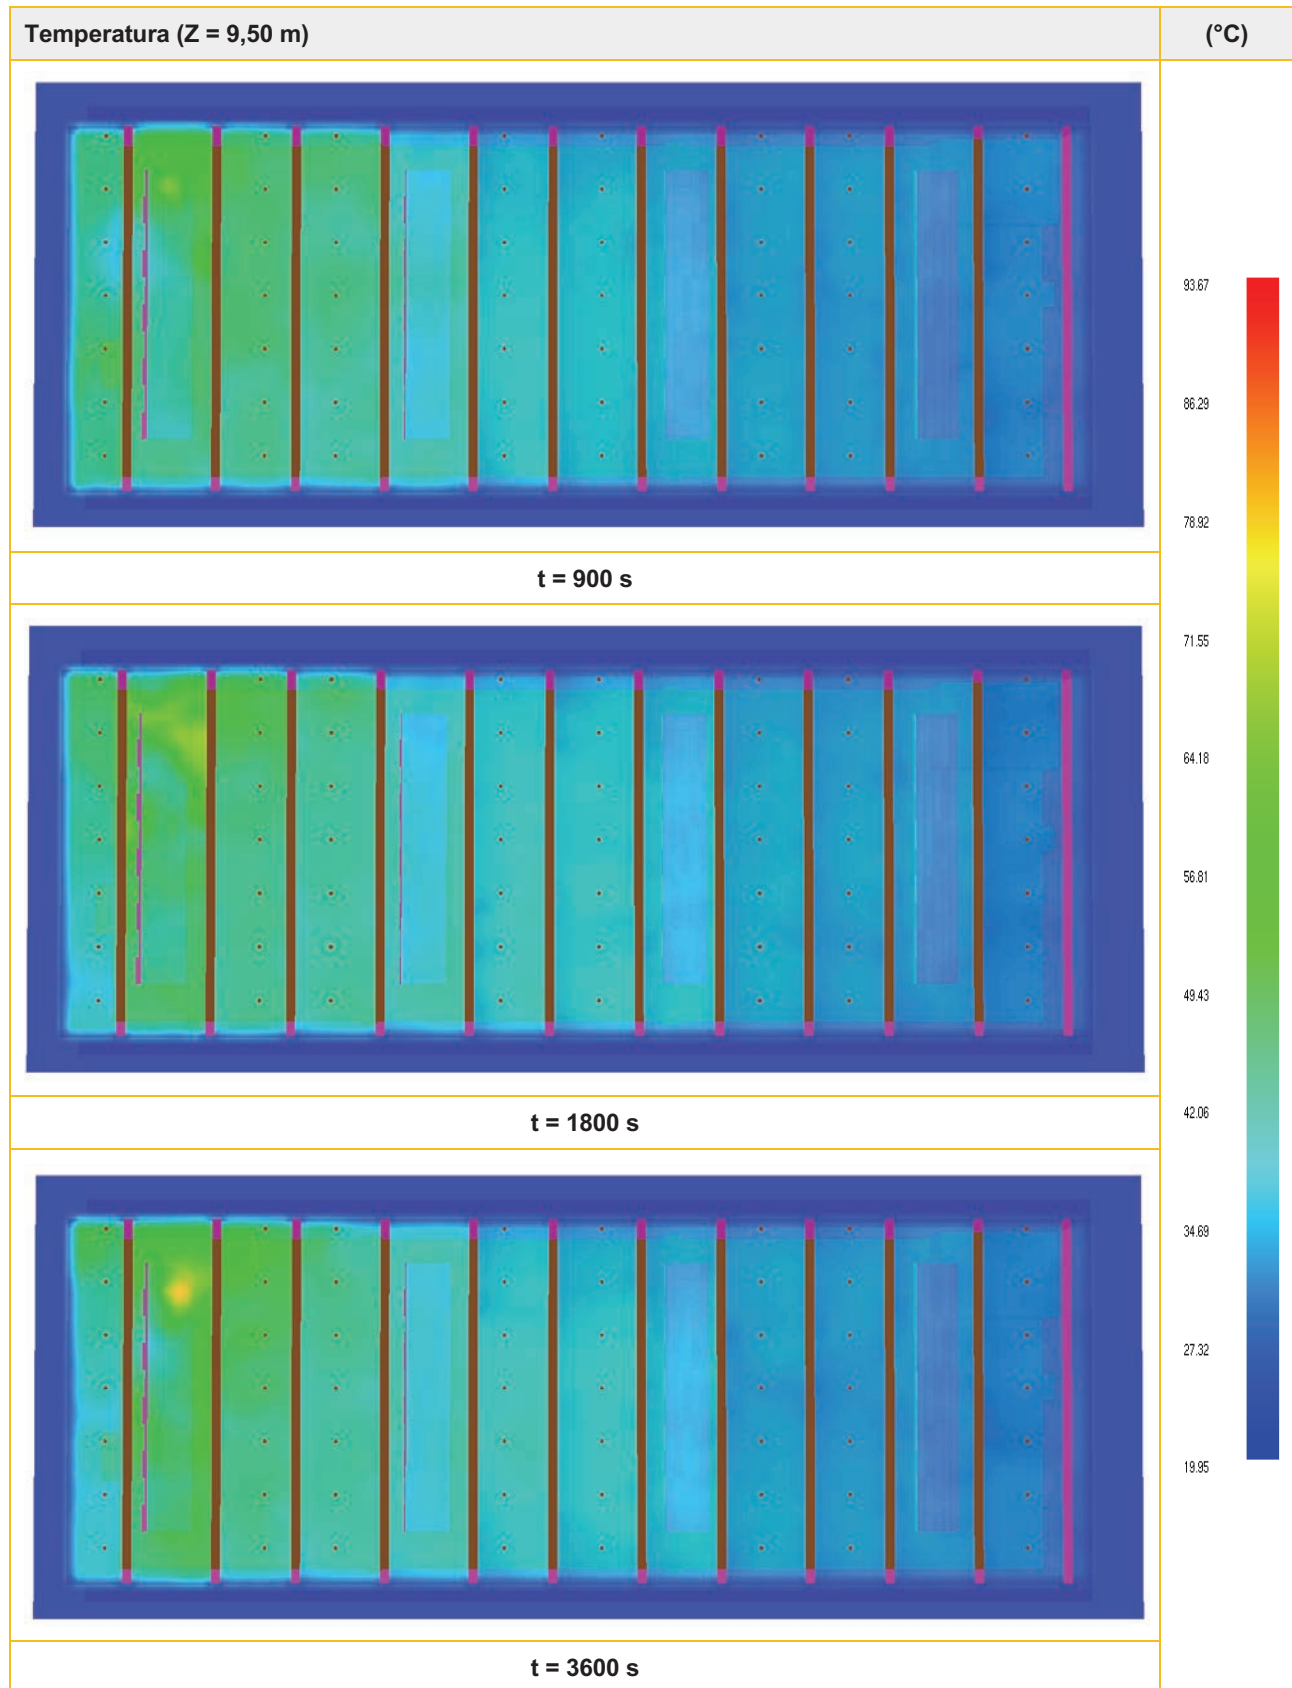 Temperatura (Z = 9,50 m)
(°C)
t = 900 s
t = 1800 s
t = 3600 s
93.67
86.29
78.92
71.55
64.18
56.81
49.43
42.06
34.69
27.32
19.95